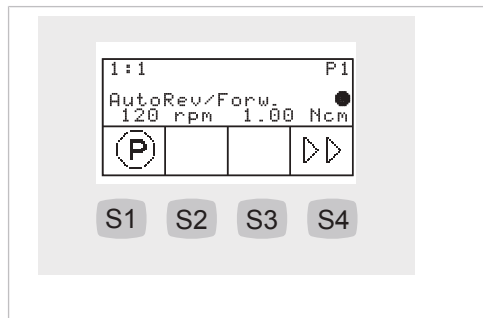 1:1 P1
AutoRev/Forw.
120 rpm 1.00 Ncm
P
S1 S2 S3 S4